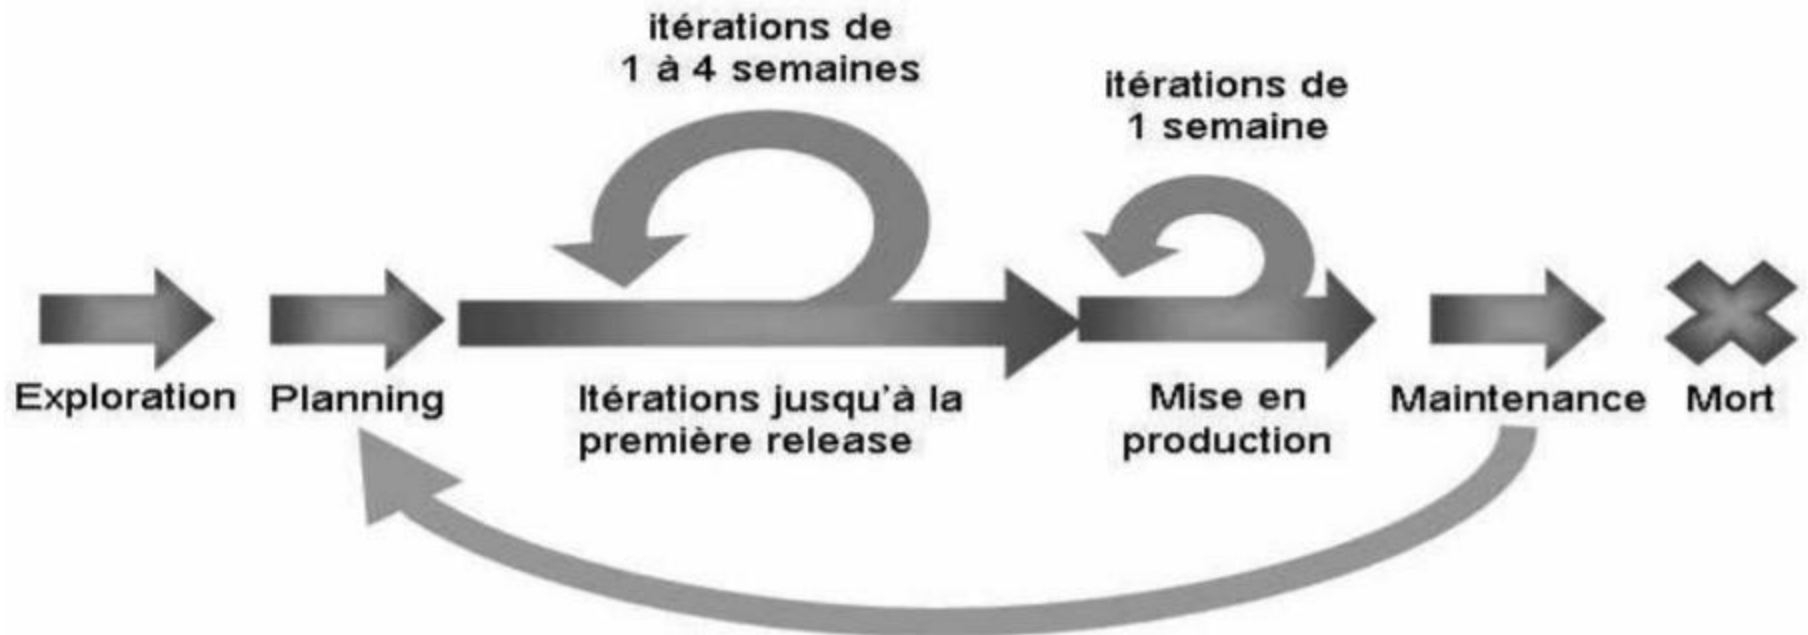 itérations de
1 à 4 semaines
itérations de
1 semaine
Exploration
Planning
Itérations jusqu'à la
première release
Mise en
production
Maintenance
Mort